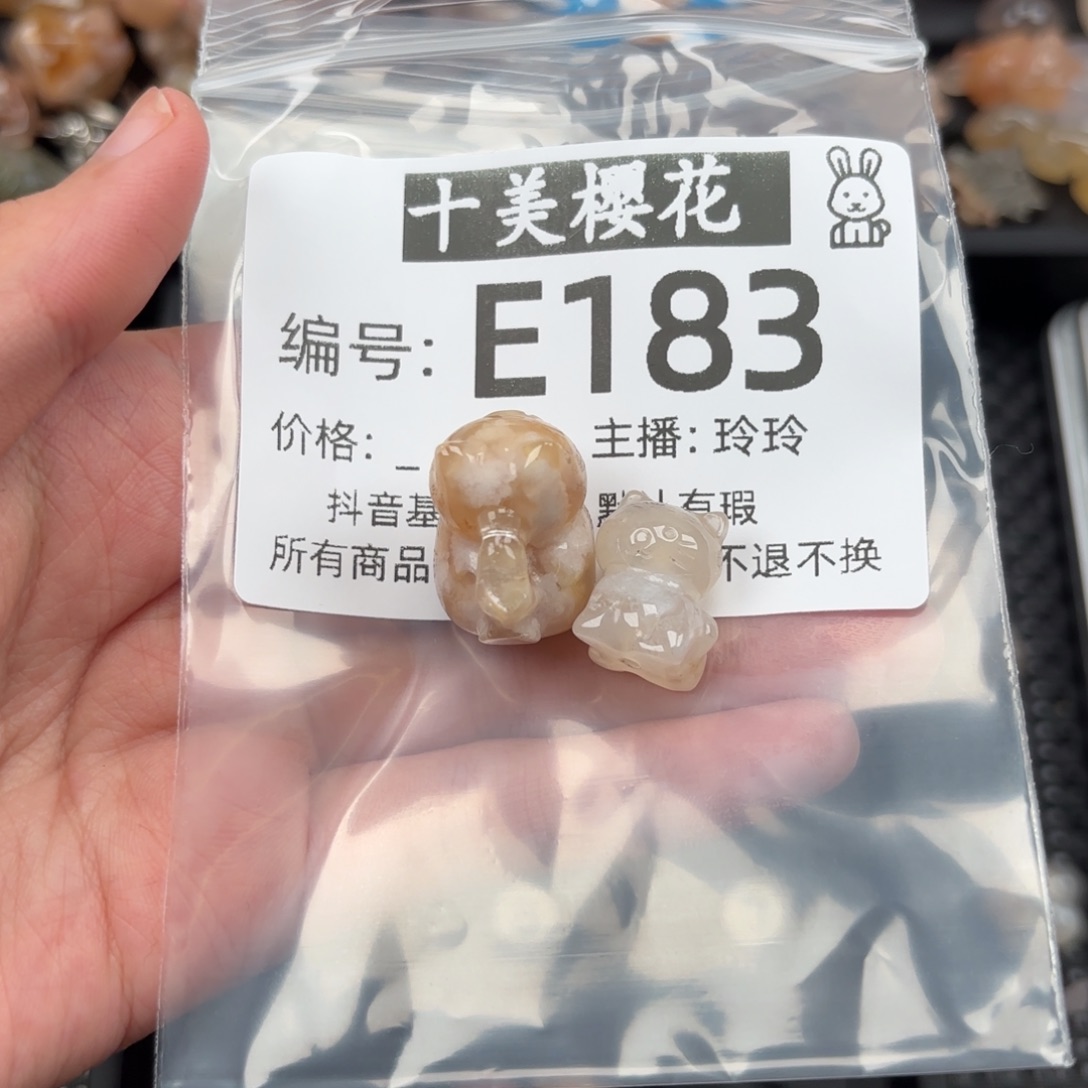 十美樱花
编号: E183
价格: _ 主播: 玲玲
抖音基 有瑕
所有商品 不退不换